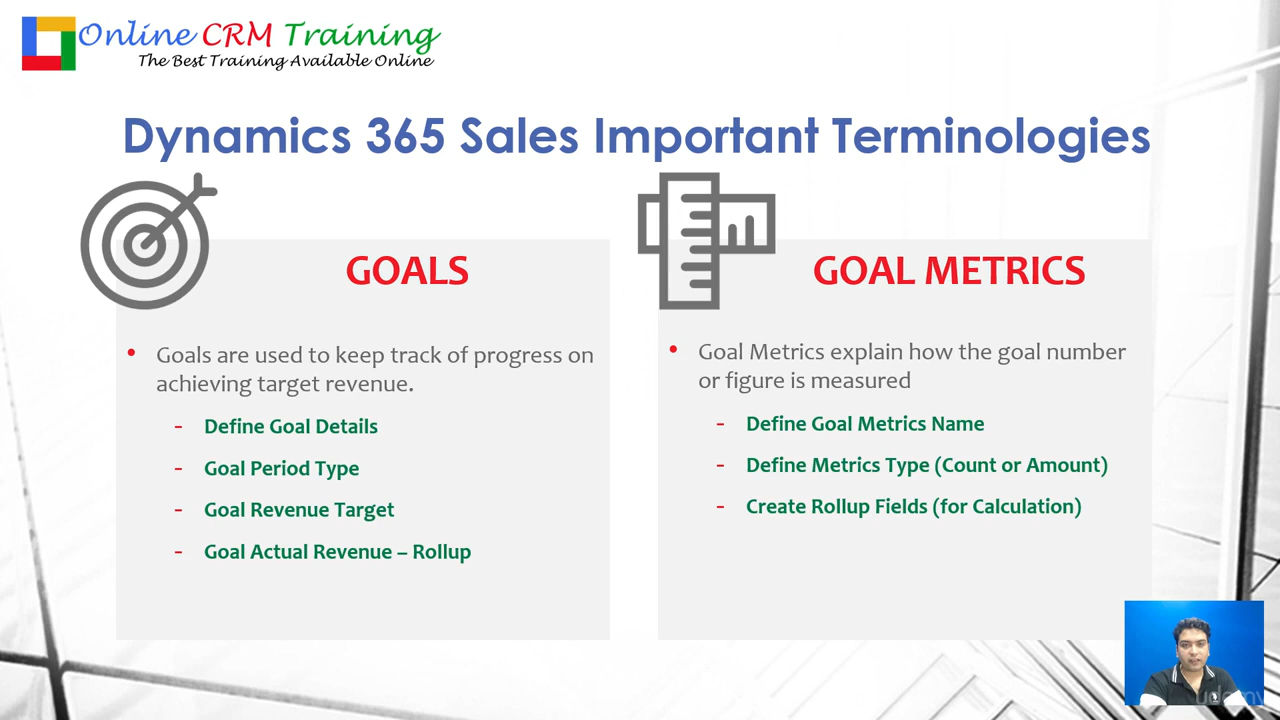 Online CRM Training
The Best Training Available Online
Dynamics 365 Sales Important Terminologies
GOALS
• Goals are used to keep track of progress on
achieving target revenue.
- Define Goal Details
- Goal Period Type
- Goal Revenue Target
- Goal Actual Revenue – Rollup
GOAL METRICS
• Goal Metrics explain how the goal number
or figure is measured
- Define Goal Metrics Name
- Define Metrics Type (Count or Amount)
- Create Rollup Fields (for Calculation)
udemy